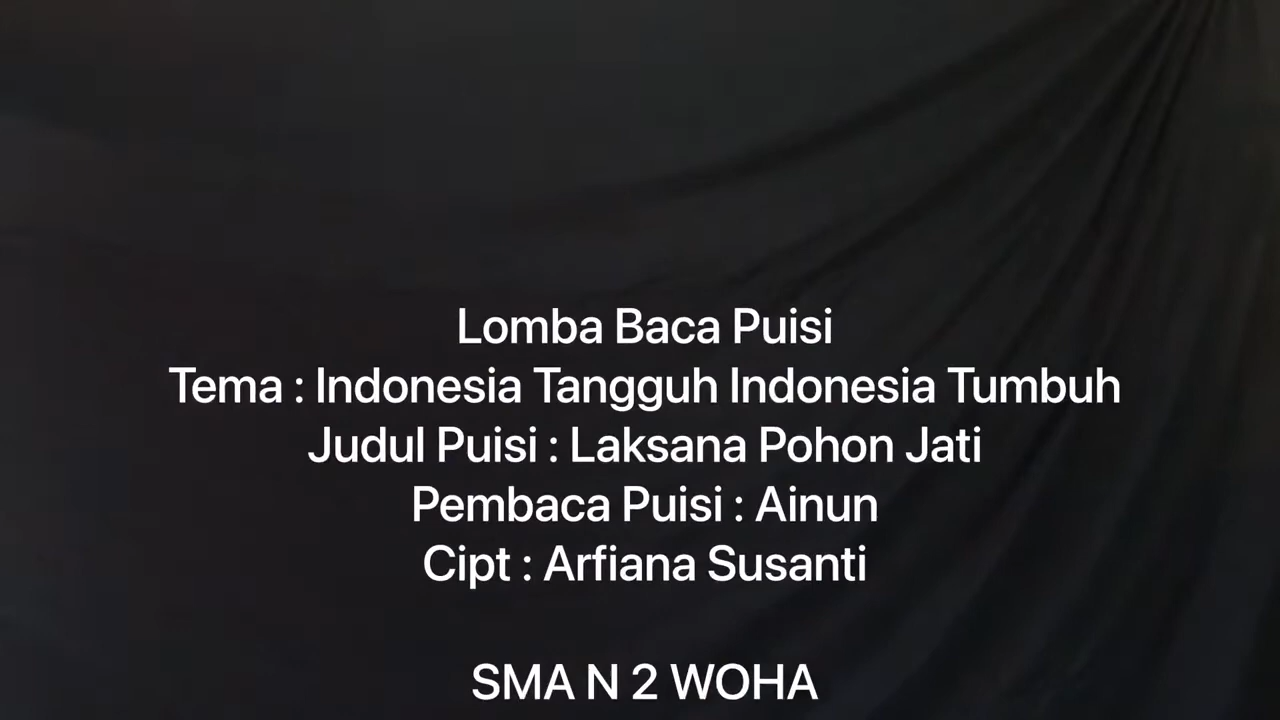 Lomba Baca Puisi
Tema : Indonesia Tangguh Indonesia Tumbuh
Judul Puisi : Laksana Pohon Jati
Pembaca Puisi : Ainun
Cipt : Arfiana Susanti
SMA N 2 WOHA